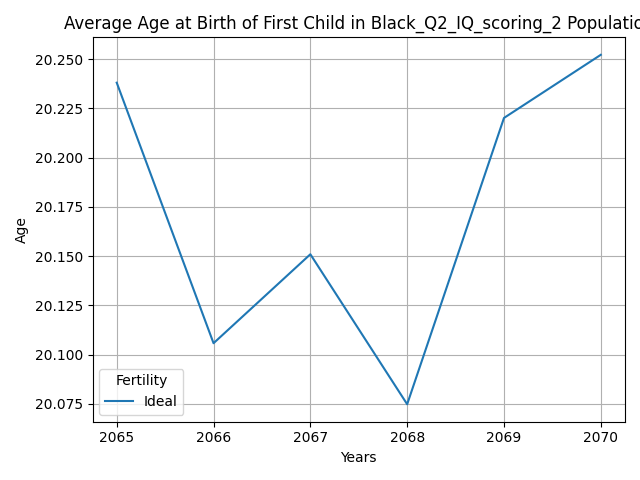 Average Age at Birth of First Child in Black_Q2_IQ_scoring_2 Populatio
20.250
20.225
20.200
20.175
20.150
20.125
20.100
20.075
Age
Fertility
Ideal
2065 2066 2067 2068 2069 2070
Years